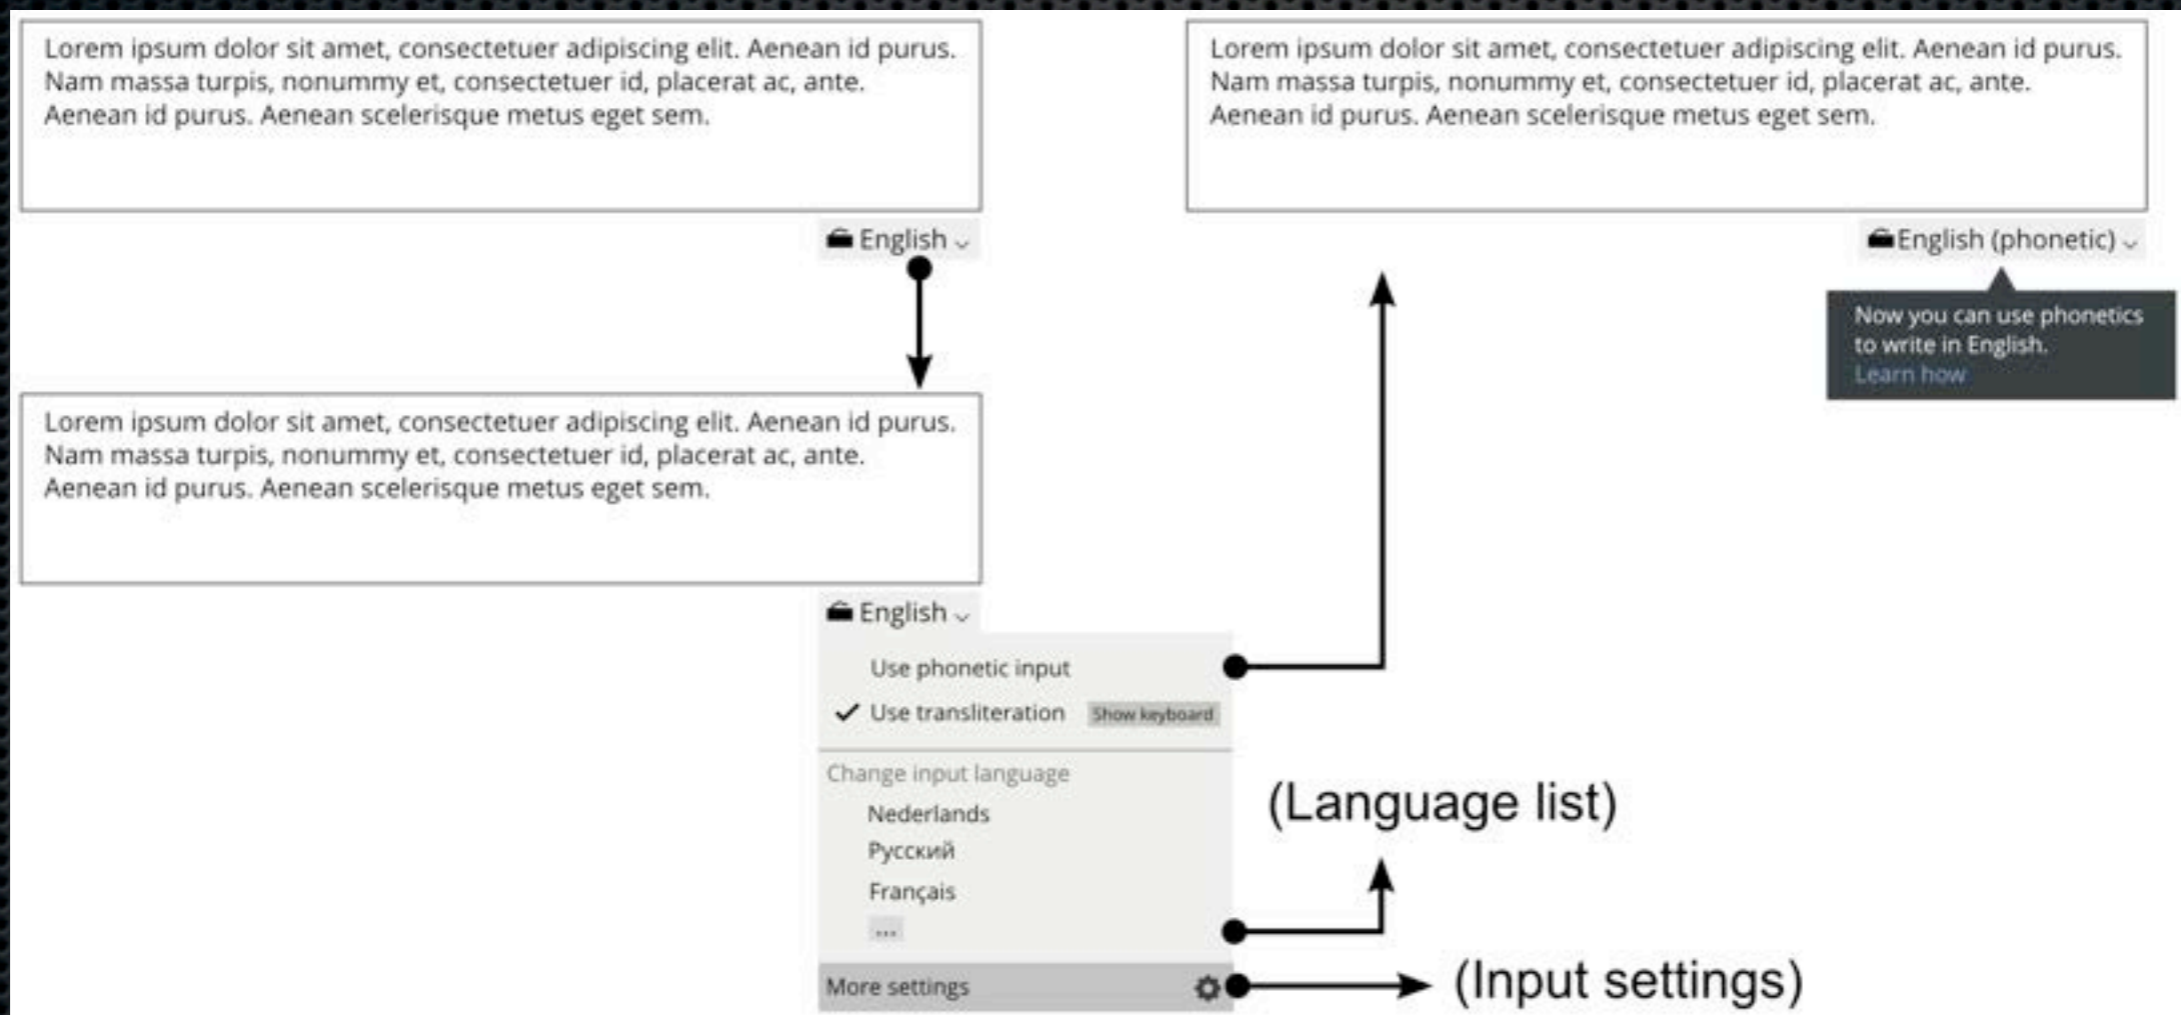 Lorem ipsum dolor sit amet, consectetuer adipiscing elit. Aenean id purus.
Nam massa turpis, nonummy et, consectetuer id, placerat ac, ante.
Aenean id purus. Aenean scelerisque metus eget sem.
English
Lorem ipsum dolor sit amet, consectetuer adipiscing elit. Aenean id purus.
Nam massa turpis, nonummy et, consectetuer id, placerat ac, ante.
Aenean id purus. Aenean scelerisque metus eget sem.
English (phonetic)
Now you can use phonetics
to write in English.
Learn how
Lorem ipsum dolor sit amet, consectetuer adipiscing elit. Aenean id purus.
Nam massa turpis, nonummy et, consectetuer id, placerat ac, ante.
Aenean id purus. Aenean scelerisque metus eget sem.
English
Use phonetic input
Use transliteration Show keyboard
Change input language
Nederlands
Русский
Français
...
(Language list)
More settings
(Input settings)